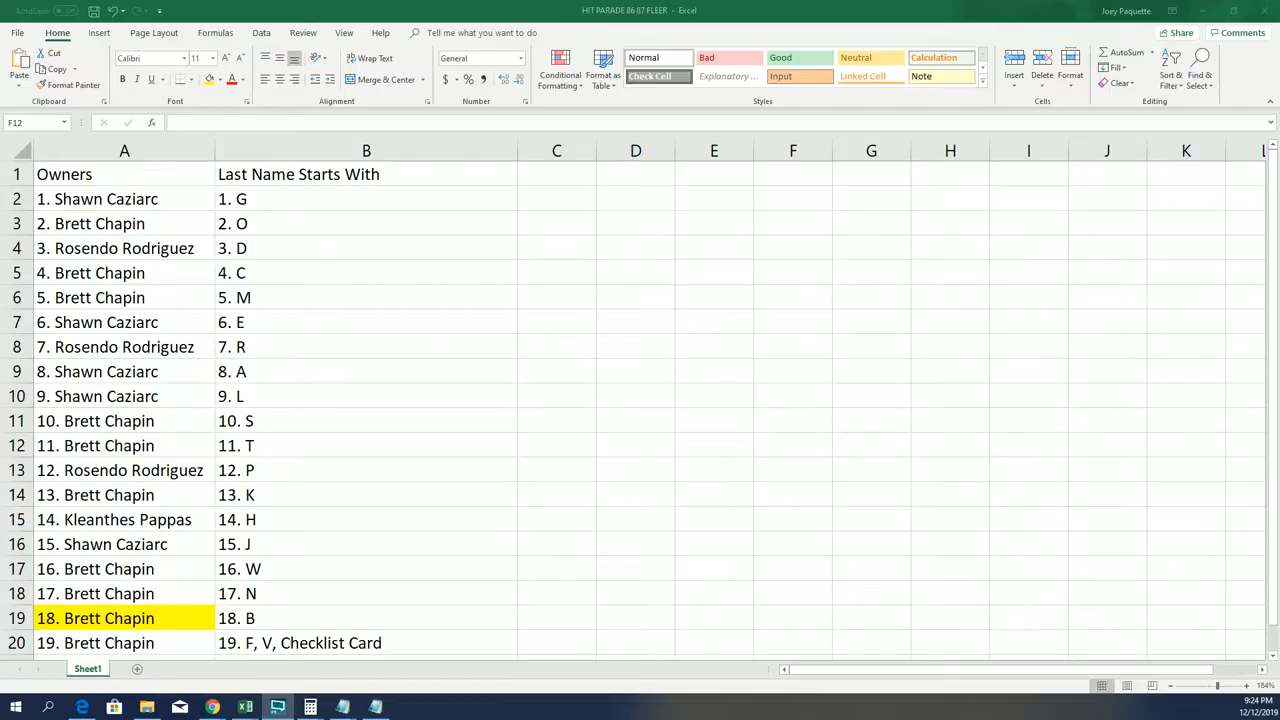 AutoSave Off HIT PARADE 86 87 FLEER - Excel Joey Paquette
File Home Insert Page Layout Formulas Data Review View Help Tell me what you want to do Share Comments
Paste Cut Copy Format Painter Clipboard
Calibri 11 B I U A Font
Wrap Text Merge & Center Alignment
General $ % Number
Conditional Formatting Format as Table
Normal Bad Good Neutral Calculation
Check Cell Explanatory ... Input Linked Cell Note
Styles
Insert Delete Format Cells
AutoSum Fill Clear Sort & Filter Find & Select Editing
F12 fx
A B C D E F G H I J K L
1 Owners Last Name Starts With
2 1. Shawn Caziarc 1. G
3 2. Brett Chapin 2. O
4 3. Rosendo Rodriguez 3. D
5 4. Brett Chapin 4. C
6 5. Brett Chapin 5. M
7 6. Shawn Caziarc 6. E
8 7. Rosendo Rodriguez 7. R
9 8. Shawn Caziarc 8. A
10 9. Shawn Caziarc 9. L
11 10. Brett Chapin 10. S
12 11. Brett Chapin 11. T
13 12. Rosendo Rodriguez 12. P
14 13. Brett Chapin 13. K
15 14. Kleanthes Pappas 14. H
16 15. Shawn Caziarc 15. J
17 16. Brett Chapin 16. W
18 17. Brett Chapin 17. N
19 18. Brett Chapin 18. B
20 19. Brett Chapin 19. F, V, Checklist Card
Sheet1
184%
9:24 PM
12/12/2019